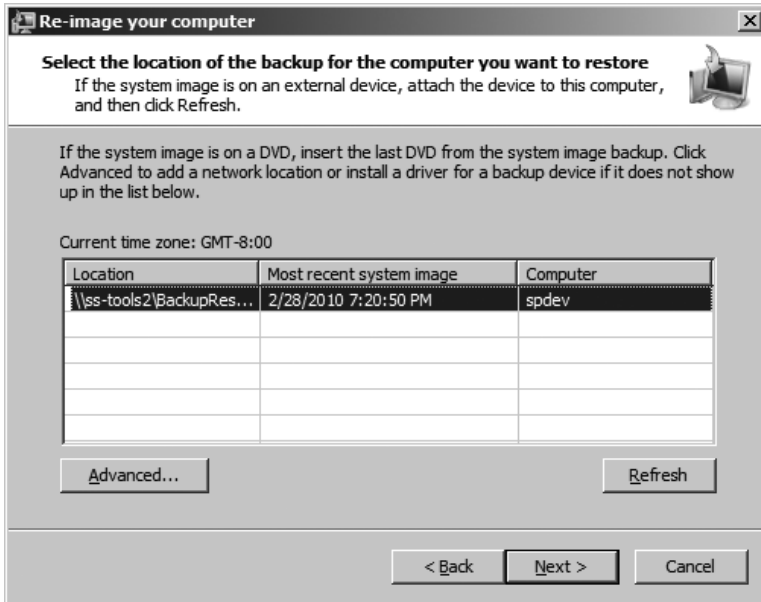 Re-image your computer
Select the location of the backup for the computer you want to restore
If the system image is on an external device, attach the device to this computer,
and then click Refresh.
If the system image is on a DVD, insert the last DVD from the system image backup. Click
Advanced to add a network location or install a driver for a backup device if it does not show
up in the list below.
Current time zone: GMT-8:00
Location Most recent system image Computer
\\ss-tools2\BackupRes... 2/28/2010 7:20:50 PM spdev
Advanced... Refresh
< Back Next > Cancel